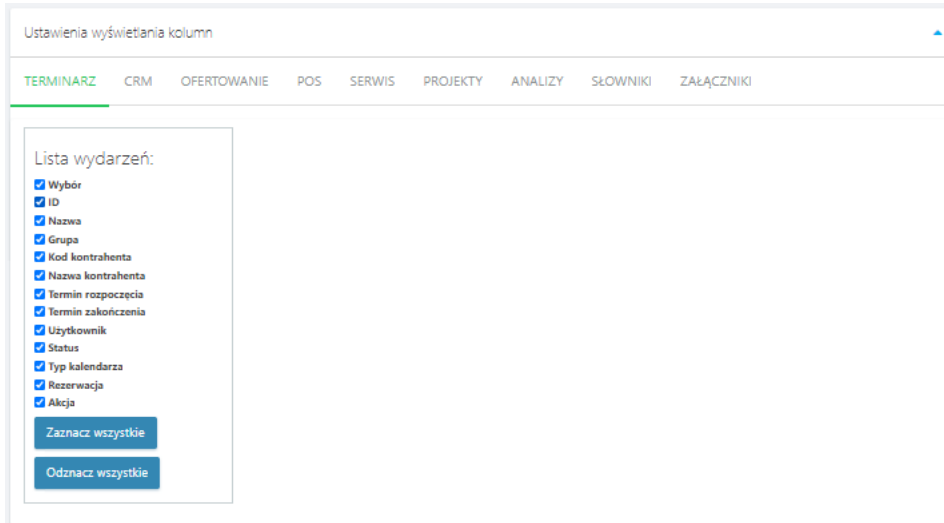 Ustawienia wyświetlania kolumn
TERMINARZ CRM OFERTOWANIE POS SERWIS PROJEKTY ANALIZY SŁOWNIKI ZAŁĄCZNIKI
Lista wydarzeń:
Wybór
ID
Nazwa
Grupa
Kod kontrahenta
Nazwa kontrahenta
Termin rozpoczęcia
Termin zakończenia
Użytkownik
Status
Typ kalendarza
Rezerwacja
Akcja
Zaznacz wszystkie
Odznacz wszystkie